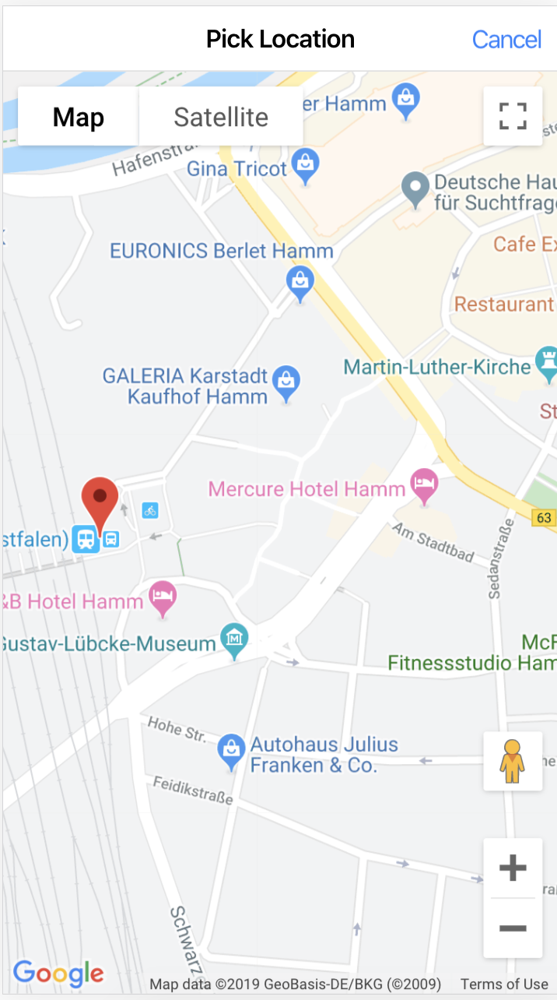 Pick Location
Cancel
Map
Satellite
er Hamm
Hafenstra
Gina Tricot
Deutsche Hau
für Suchtfrage
EURONICS Berlet Hamm
Cafe Ex
Restaurant
Martin-Luther-Kirche
GALERIA Karstadt
Kaufhof Hamm
St
Mercure Hotel Hamm
63
stfalen)
Am Stadtbad
Sedanstraße
&B Hotel Hamm
Gustav-Lübcke-Museum
McF
Fitnessstudio Ham
Hohe Str.
Autohaus Julius
Franken & Co.
he
Feidikstraße
Schwarz
Google
Map data ©2019 GeoBasis-DE/BKG (©2009)
Terms of Use